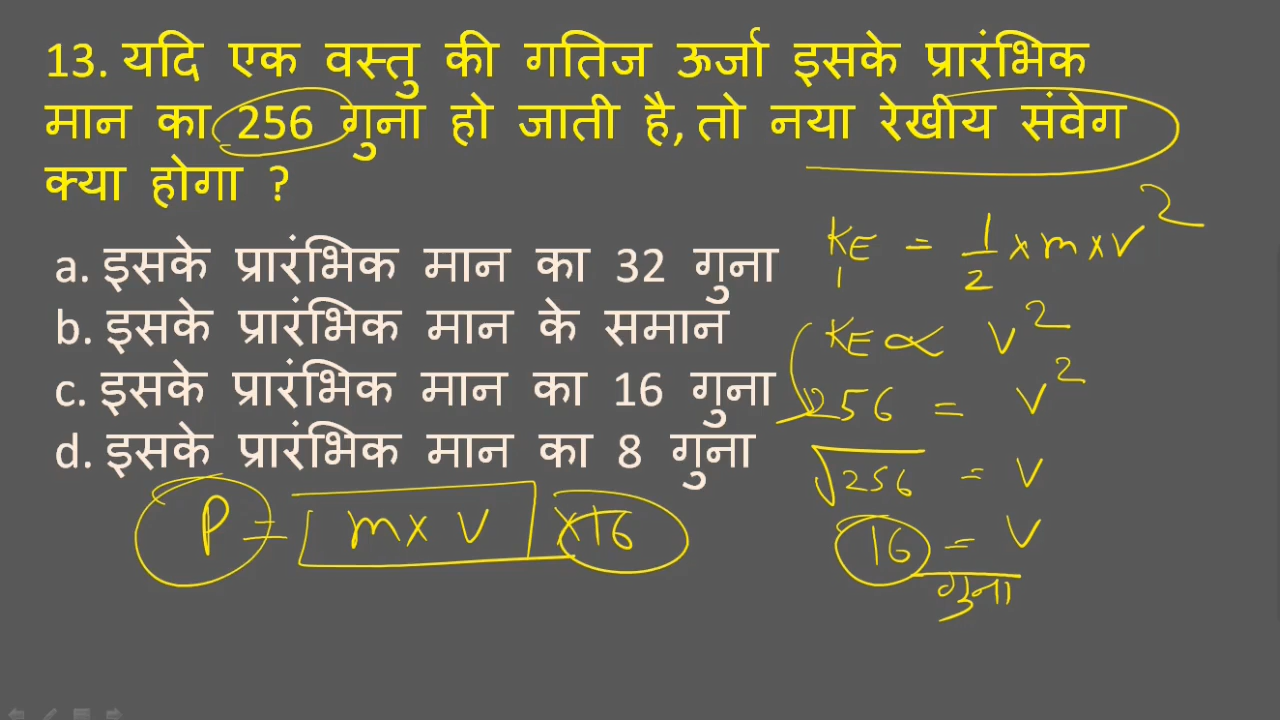 13. यदि एक वस्तु की गतिज ऊर्जा इसके प्रारंभिक
मान का 256 गुना हो जाती है, तो नया रेखीय संवेग
क्या होगा ?
a. इसके प्रारंभिक मान का 32 गुना
b. इसके प्रारंभिक मान के समान
c. इसके प्रारंभिक मान का 16 गुना
d. इसके प्रारंभिक मान का 8 गुना
P = m x v x 16
KE₁ = 1/2 x m x v²
KE ∝ v²
256 = v²
√256 = v
16 = v
गुना